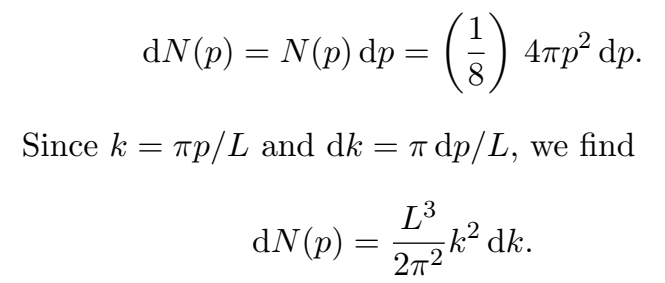 dN(p) = N(p) dp = (1/8) 4πp² dp.
Since k = πp/L and dk = π dp/L, we find
dN(p) = L³/2π² k² dk.